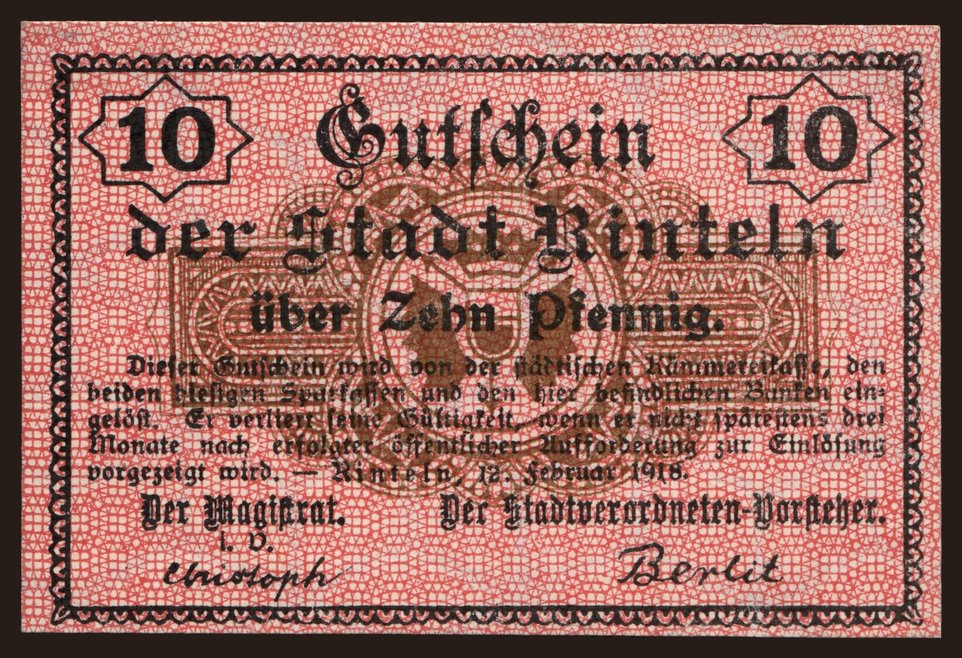 10 Gutschein 10
der Stadt Rinteln
über Zehn Pfennig.
Dieser Gutschein wird von der städtischen Kämmereikasse, den
beiden hiesigen Sparkassen und den hier befindlichen Banken ein-
gelöst. Er verliert seine Gültigkeit, wenn er nicht spätestens drei
Monate nach erfolgter öffentlicher Aufforderung zur Einlösung
vorgezeigt wird. — Rinteln, 12. Februar 1918.
Der Magistrat. Der Stadtverordneten-Vorsteher.
I. V.
Christoph Berlit